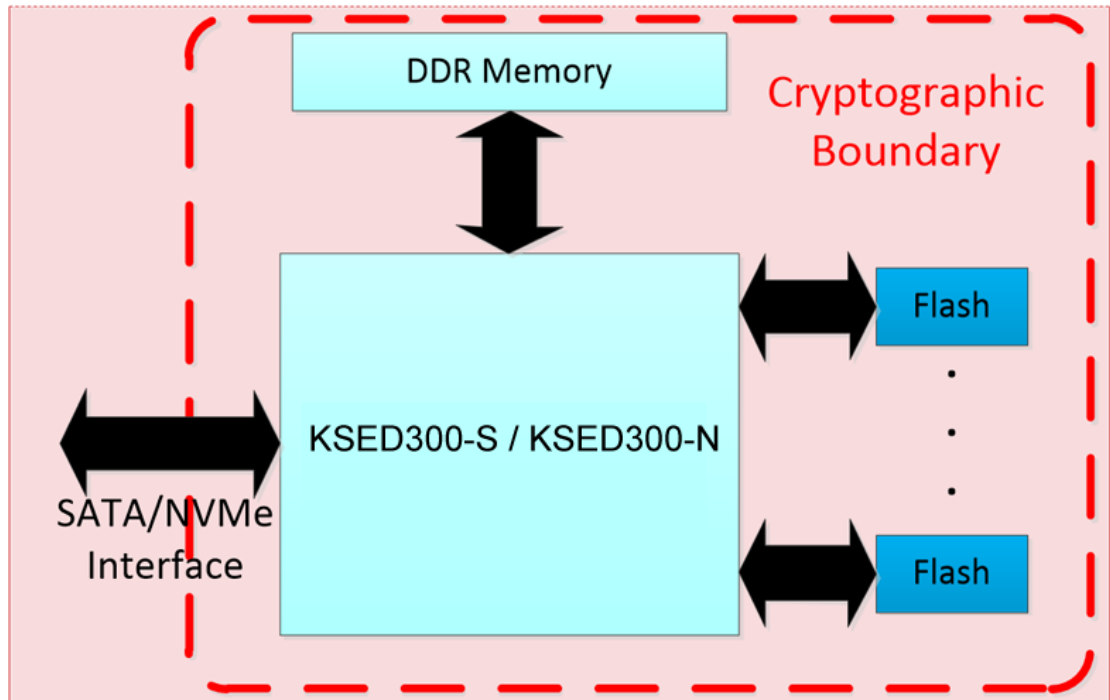 DDR Memory
Cryptographic
Boundary
Flash
KSED300-S / KSED300-N
SATA/NVMe
Interface
Flash